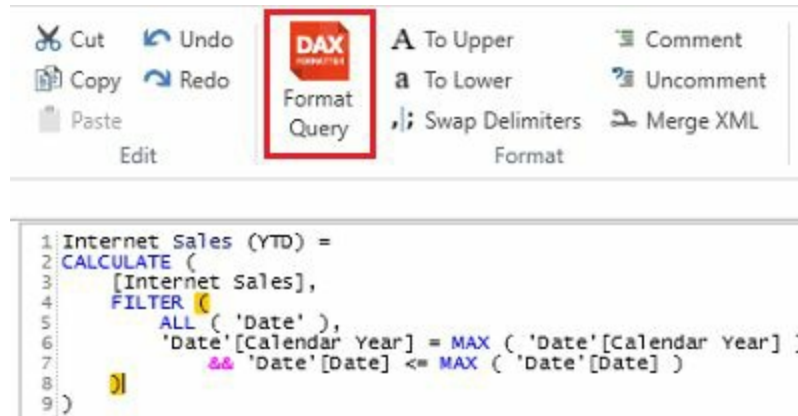 Cut Undo DAX A To Upper Comment
FORMATTER
Copy Redo Format a To Lower Uncomment
Paste Query Swap Delimiters Merge XML
Edit Format
1 Internet Sales (YTD) =
2 CALCULATE (
3 [Internet Sales],
4 FILTER (
5 ALL ( 'Date' ),
6 'Date'[Calendar Year] = MAX ( 'Date'[Calendar Year] )
7 && 'Date'[Date] <= MAX ( 'Date'[Date] )
8 )
9 )